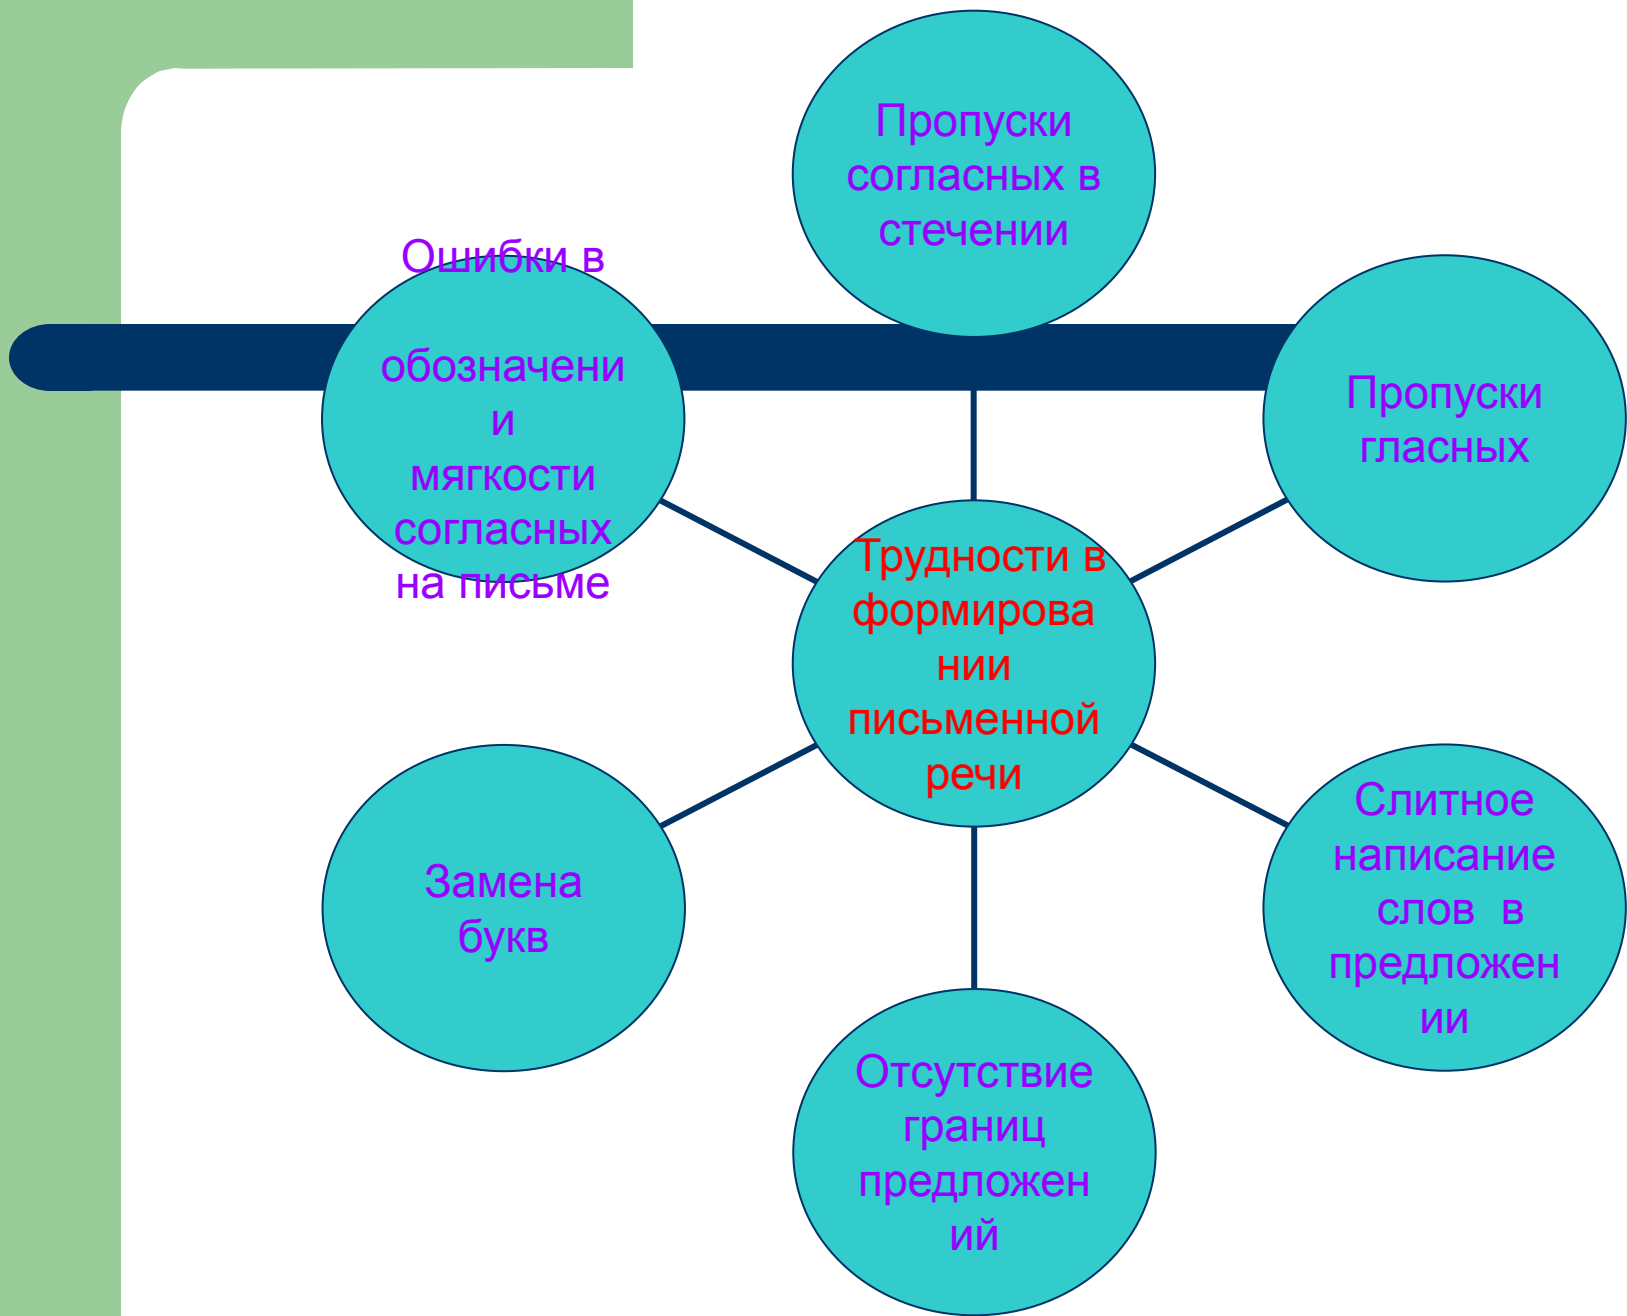 Пропуски
согласных в
стечении
Ошибки в
обозначени
и
мягкости
согласных
на письме
Пропуски
гласных
Трудности в
формирова
нии
письменной
речи
Замена
букв
Слитное
написание
слов в
предложен
ии
Отсутствие
границ
предложен
ий